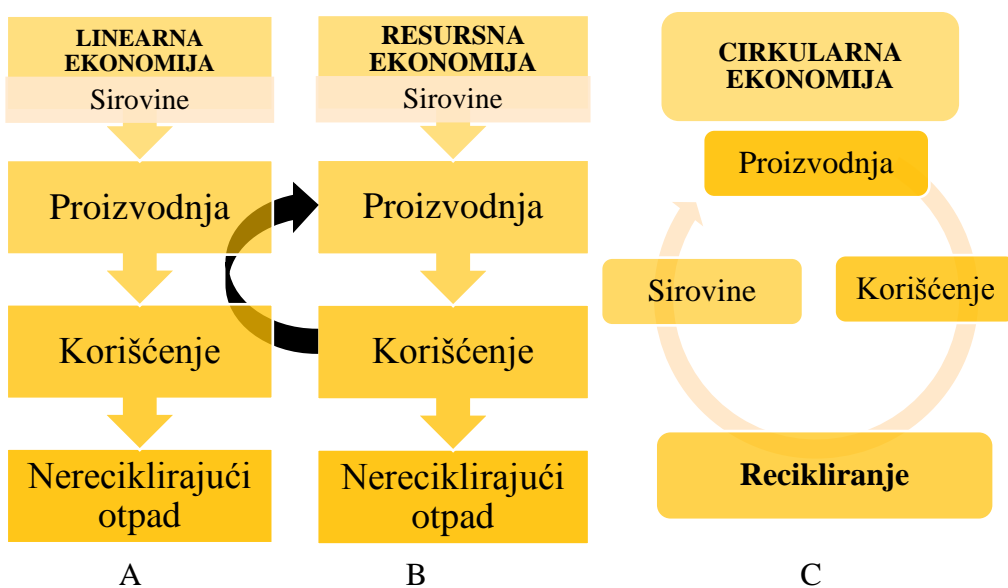 LINEARNA
EKONOMIJA
Sirovine
Proizvodnja
Korišćenje
Nereciklirajući
otpad
A
RESURSNA
EKONOMIJA
Sirovine
Proizvodnja
Korišćenje
Nereciklirajući
otpad
B
CIRKULARNA
EKONOMIJA
Proizvodnja
Korišćenje
Sirovine
Recikliranje
C